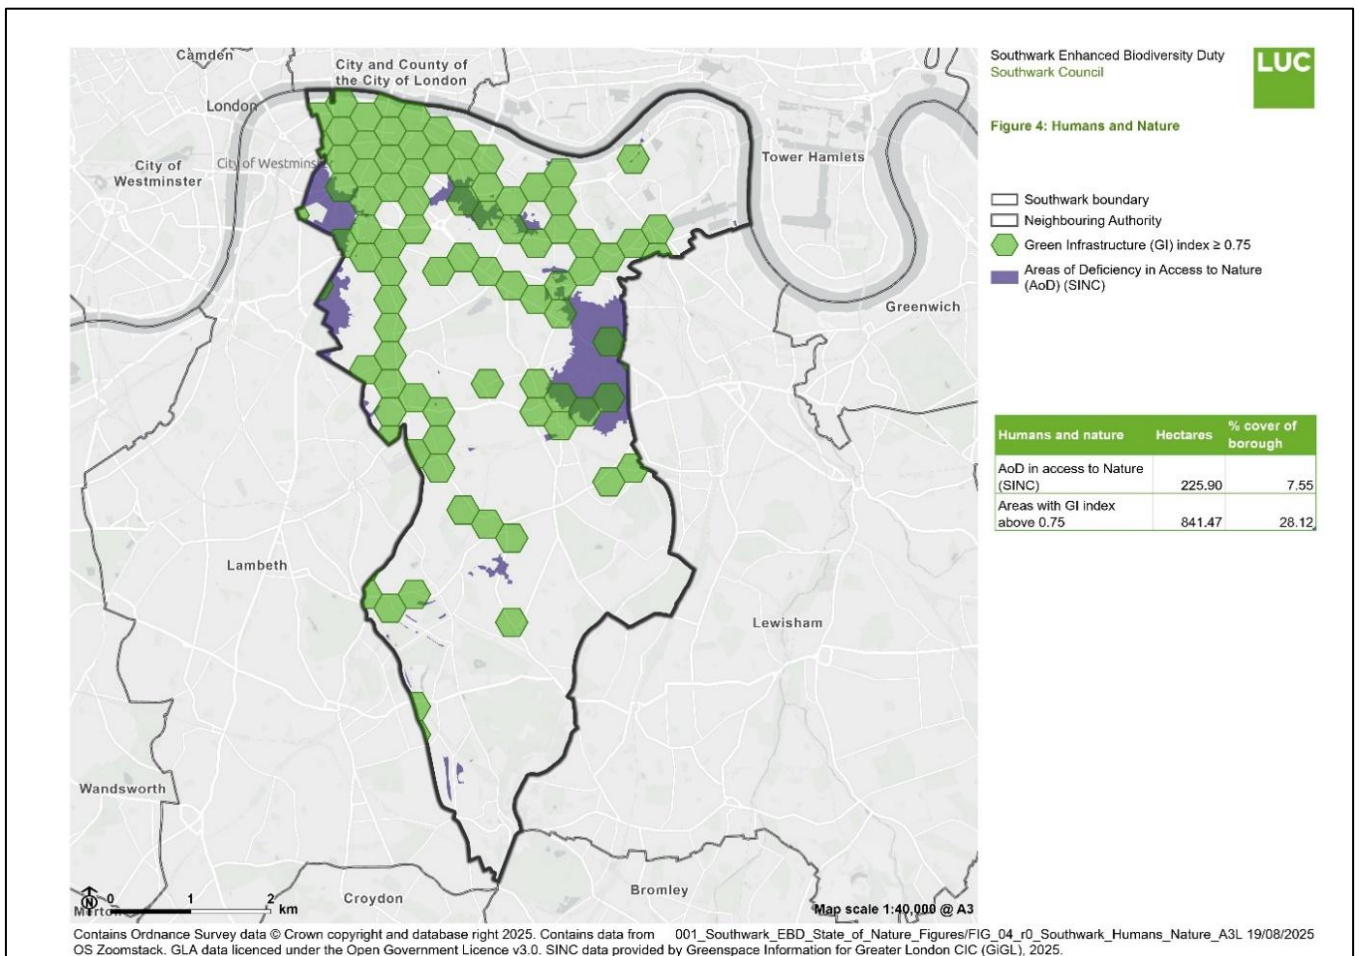 Southwark Enhanced Biodiversity Duty
Southwark Council
LUC
Figure 4: Humans and Nature
Southwark boundary
Neighbouring Authority
Green Infrastructure (GI) index ≥ 0.75
Areas of Deficiency in Access to Nature
(AoD) (SINC)
Humans and nature Hectares % cover of borough
AoD in access to Nature
(SINC) 225.90 7.55
Areas with GI index
above 0.75 841.47 28.12
Camden
City and County of
the City of London
London
City of
Westminster
City of Westmins
Tower Hamlets
Greenwich
Lambeth
Lewisham
Wandsworth
Croydon
Bromley
Merton
N
0 1 2
km
Map scale 1:40,000 @ A3
Contains Ordnance Survey data © Crown copyright and database right 2025. Contains data from
OS Zoomstack. GLA data licenced under the Open Government Licence v3.0. SINC data provided by Greenspace Information for Greater London CIC (GiGL), 2025.
001_Southwark_EBD_State_of_Nature_Figures/FIG_04_r0_Southwark_Humans_Nature_A3L 19/08/2025